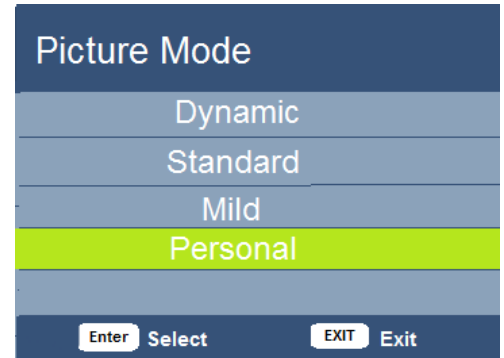 Picture Mode
Dynamic
Standard
Mild
Personal
Enter Select EXIT Exit